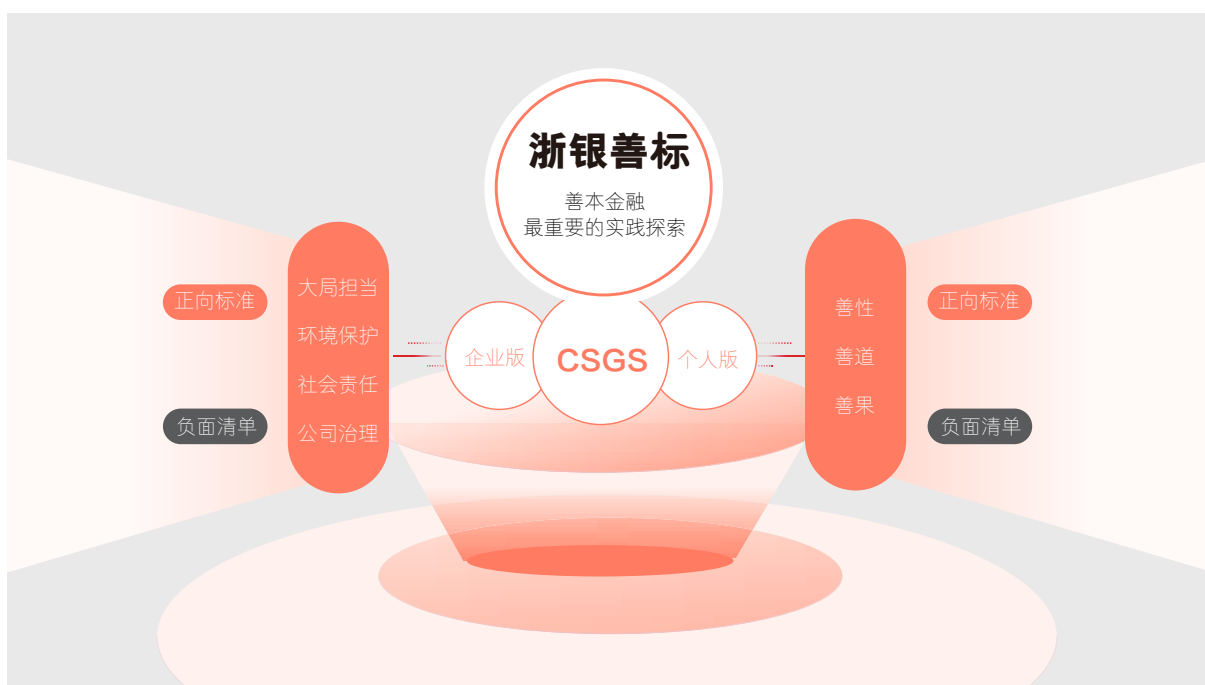 浙银善标
善本金融
最重要的实践探索
正向标准
负面清单
大局担当
环境保护
社会责任
公司治理
企业版
CSGS
个人版
善性
善道
善果
正向标准
负面清单